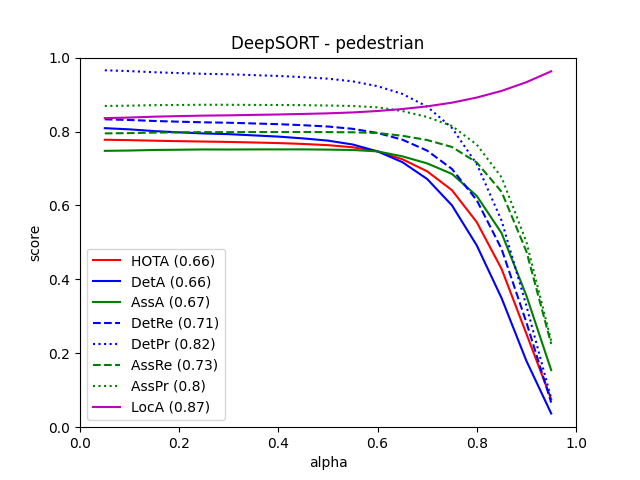 DeepSORT - pedestrian
1.0
0.8
0.6
0.4
0.2
0.0
score
HOTA (0.66)
DetA (0.66)
AssA (0.67)
DetRe (0.71)
DetPr (0.82)
AssRe (0.73)
AssPr (0.8)
LocA (0.87)
0.0 0.2 0.4 0.6 0.8 1.0
alpha